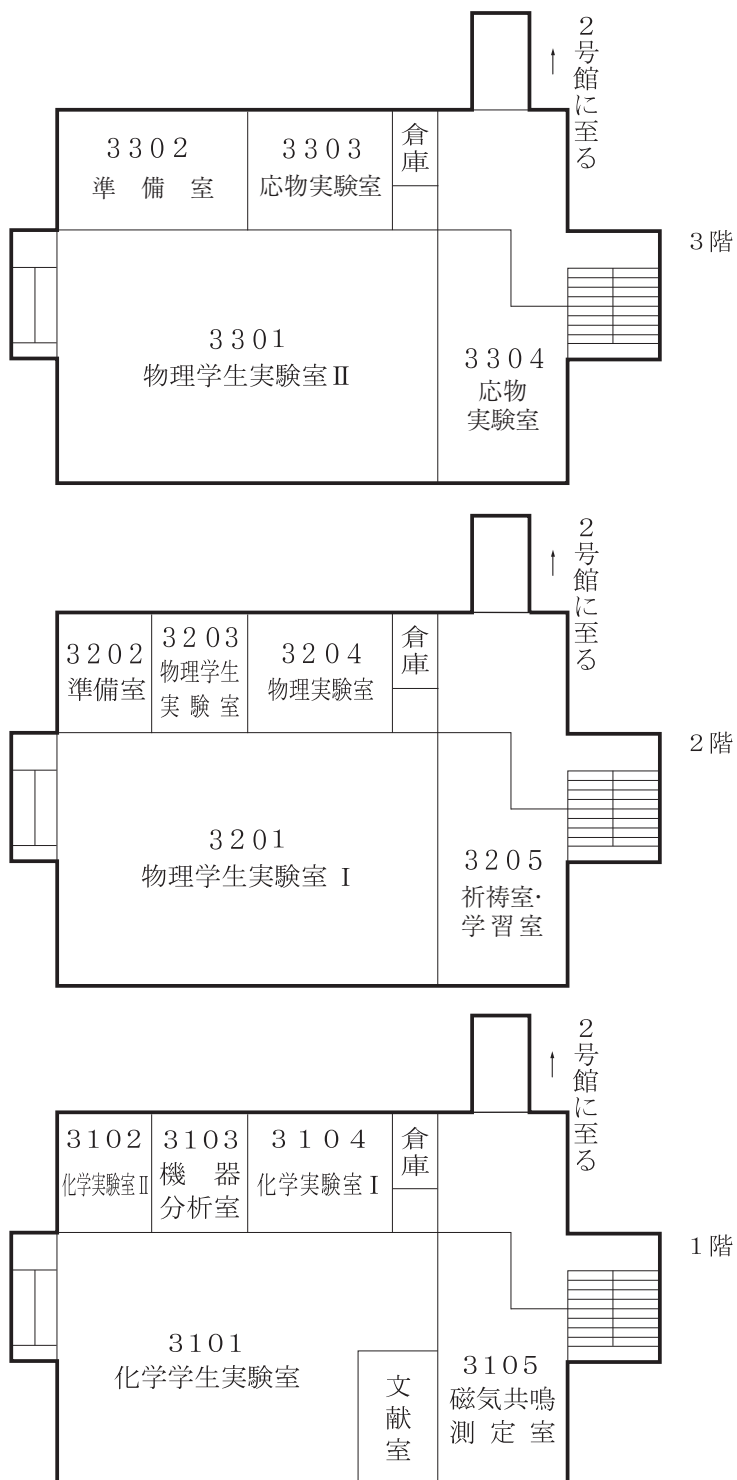 2号館に至る
↑
3302
準備室
3303
応物実験室
倉庫
3階
3301
物理学生実験室Ⅱ
3304
応物
実験室
2号館に至る
↑
3202
準備室
3203
物理学生
実験室
3204
物理実験室
倉庫
2階
3201
物理学生実験室 Ⅰ
3205
祈祷室・
学習室
2号館に至る
↑
3102
化学実験室Ⅱ
3103
機器
分析室
3104
化学実験室Ⅰ
倉庫
1階
3101
化学学生実験室
文献室
3105
磁気共鳴
測定室